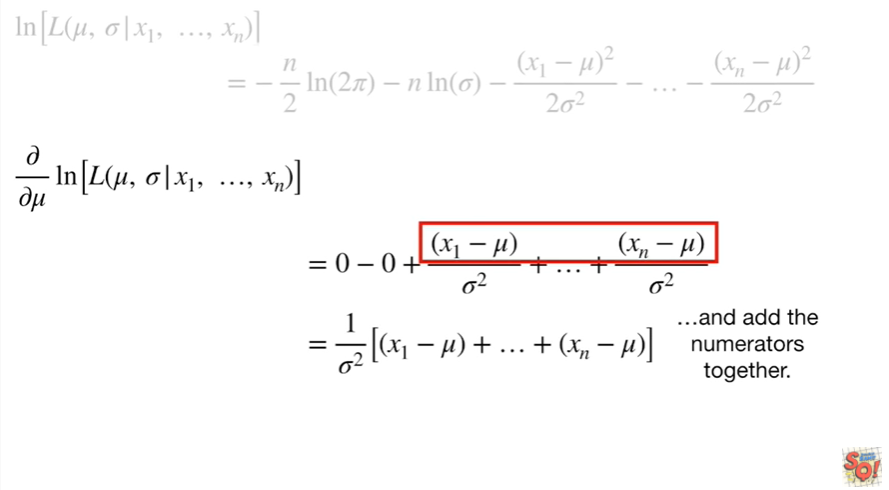 ln[L(μ, σ|x₁, …, xₙ)]
= − n/2 ln(2π) − n ln(σ) − (x₁ − μ)²/2σ² − … − (xₙ − μ)²/2σ²
∂/∂μ ln[L(μ, σ|x₁, …, xₙ)]
= 0 − 0 + (x₁ − μ)/σ² + … + (xₙ − μ)/σ²
= 1/σ² [(x₁ − μ) + … + (xₙ − μ)]
…and add the
numerators
together.
SQ!